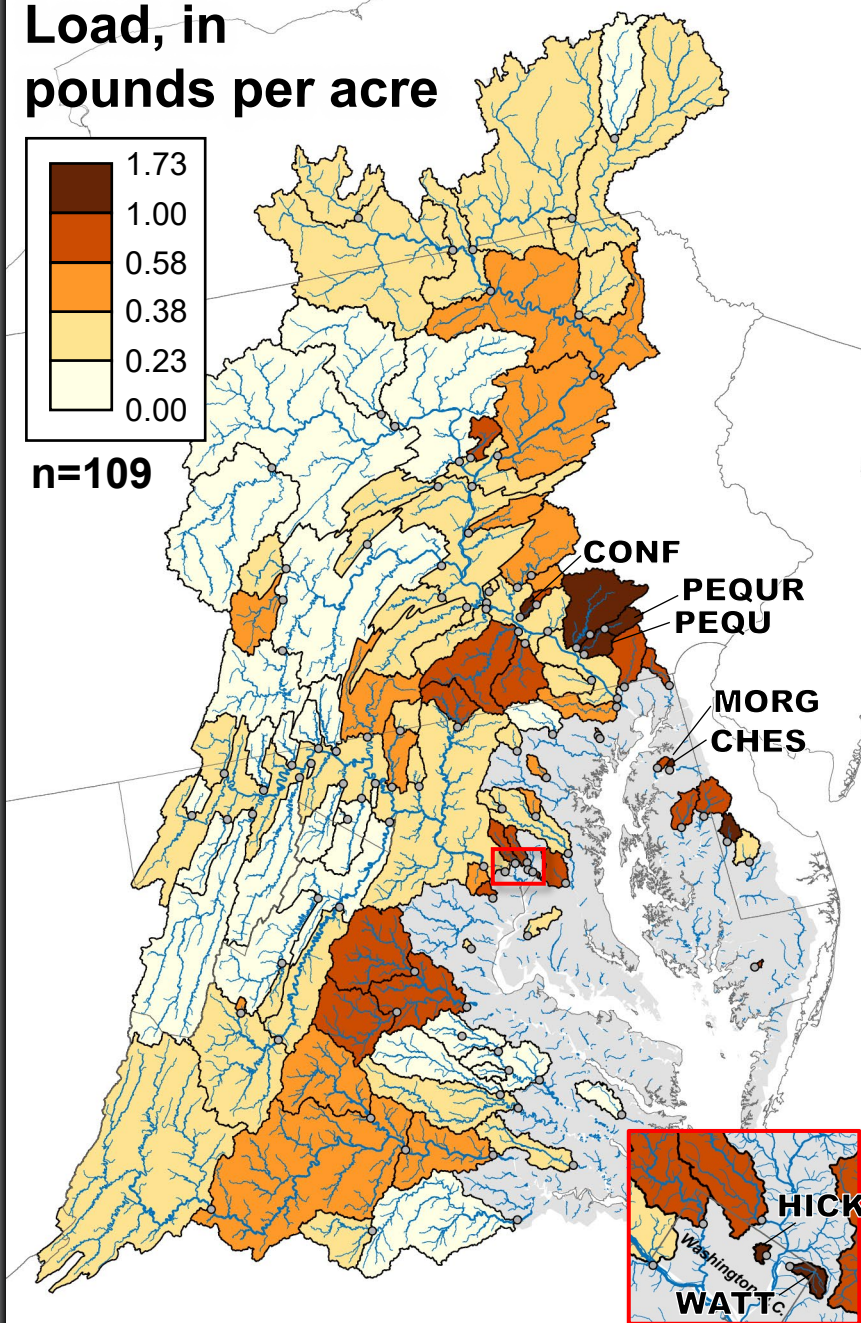 Load, in
pounds per acre
1.73
1.00
0.58
0.38
0.23
0.00
n=109
CONF
PEQUR
PEQU
MORG
CHES
HICK
Washington D.C.
WATT